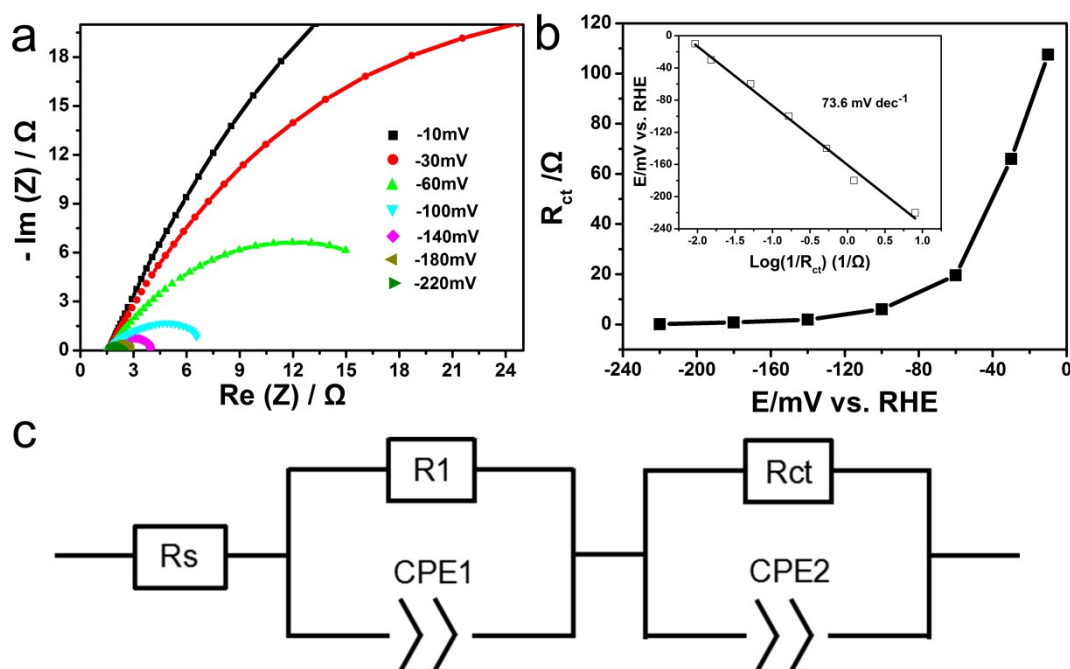 a
- Im (Z) / Ω
18
15
12
9
6
3
0
3 6 9 12 15 18 21 24
Re (Z) / Ω
-10mV
-30mV
-60mV
-100mV
-140mV
-180mV
-220mV
b
R_ct /Ω
120
100
80
60
40
20
0
-240 -200 -160 -120 -80 -40 0
E/mV vs. RHE
E/mV vs. RHE
0
-40
-80
-120
-160
-200
-240
73.6 mV dec⁻¹
-2.0 -1.5 -1.0 -0.5 0.0 0.5 1.0
Log(1/R_ct) (1/Ω)
c
Rs
R1
CPE1
Rct
CPE2